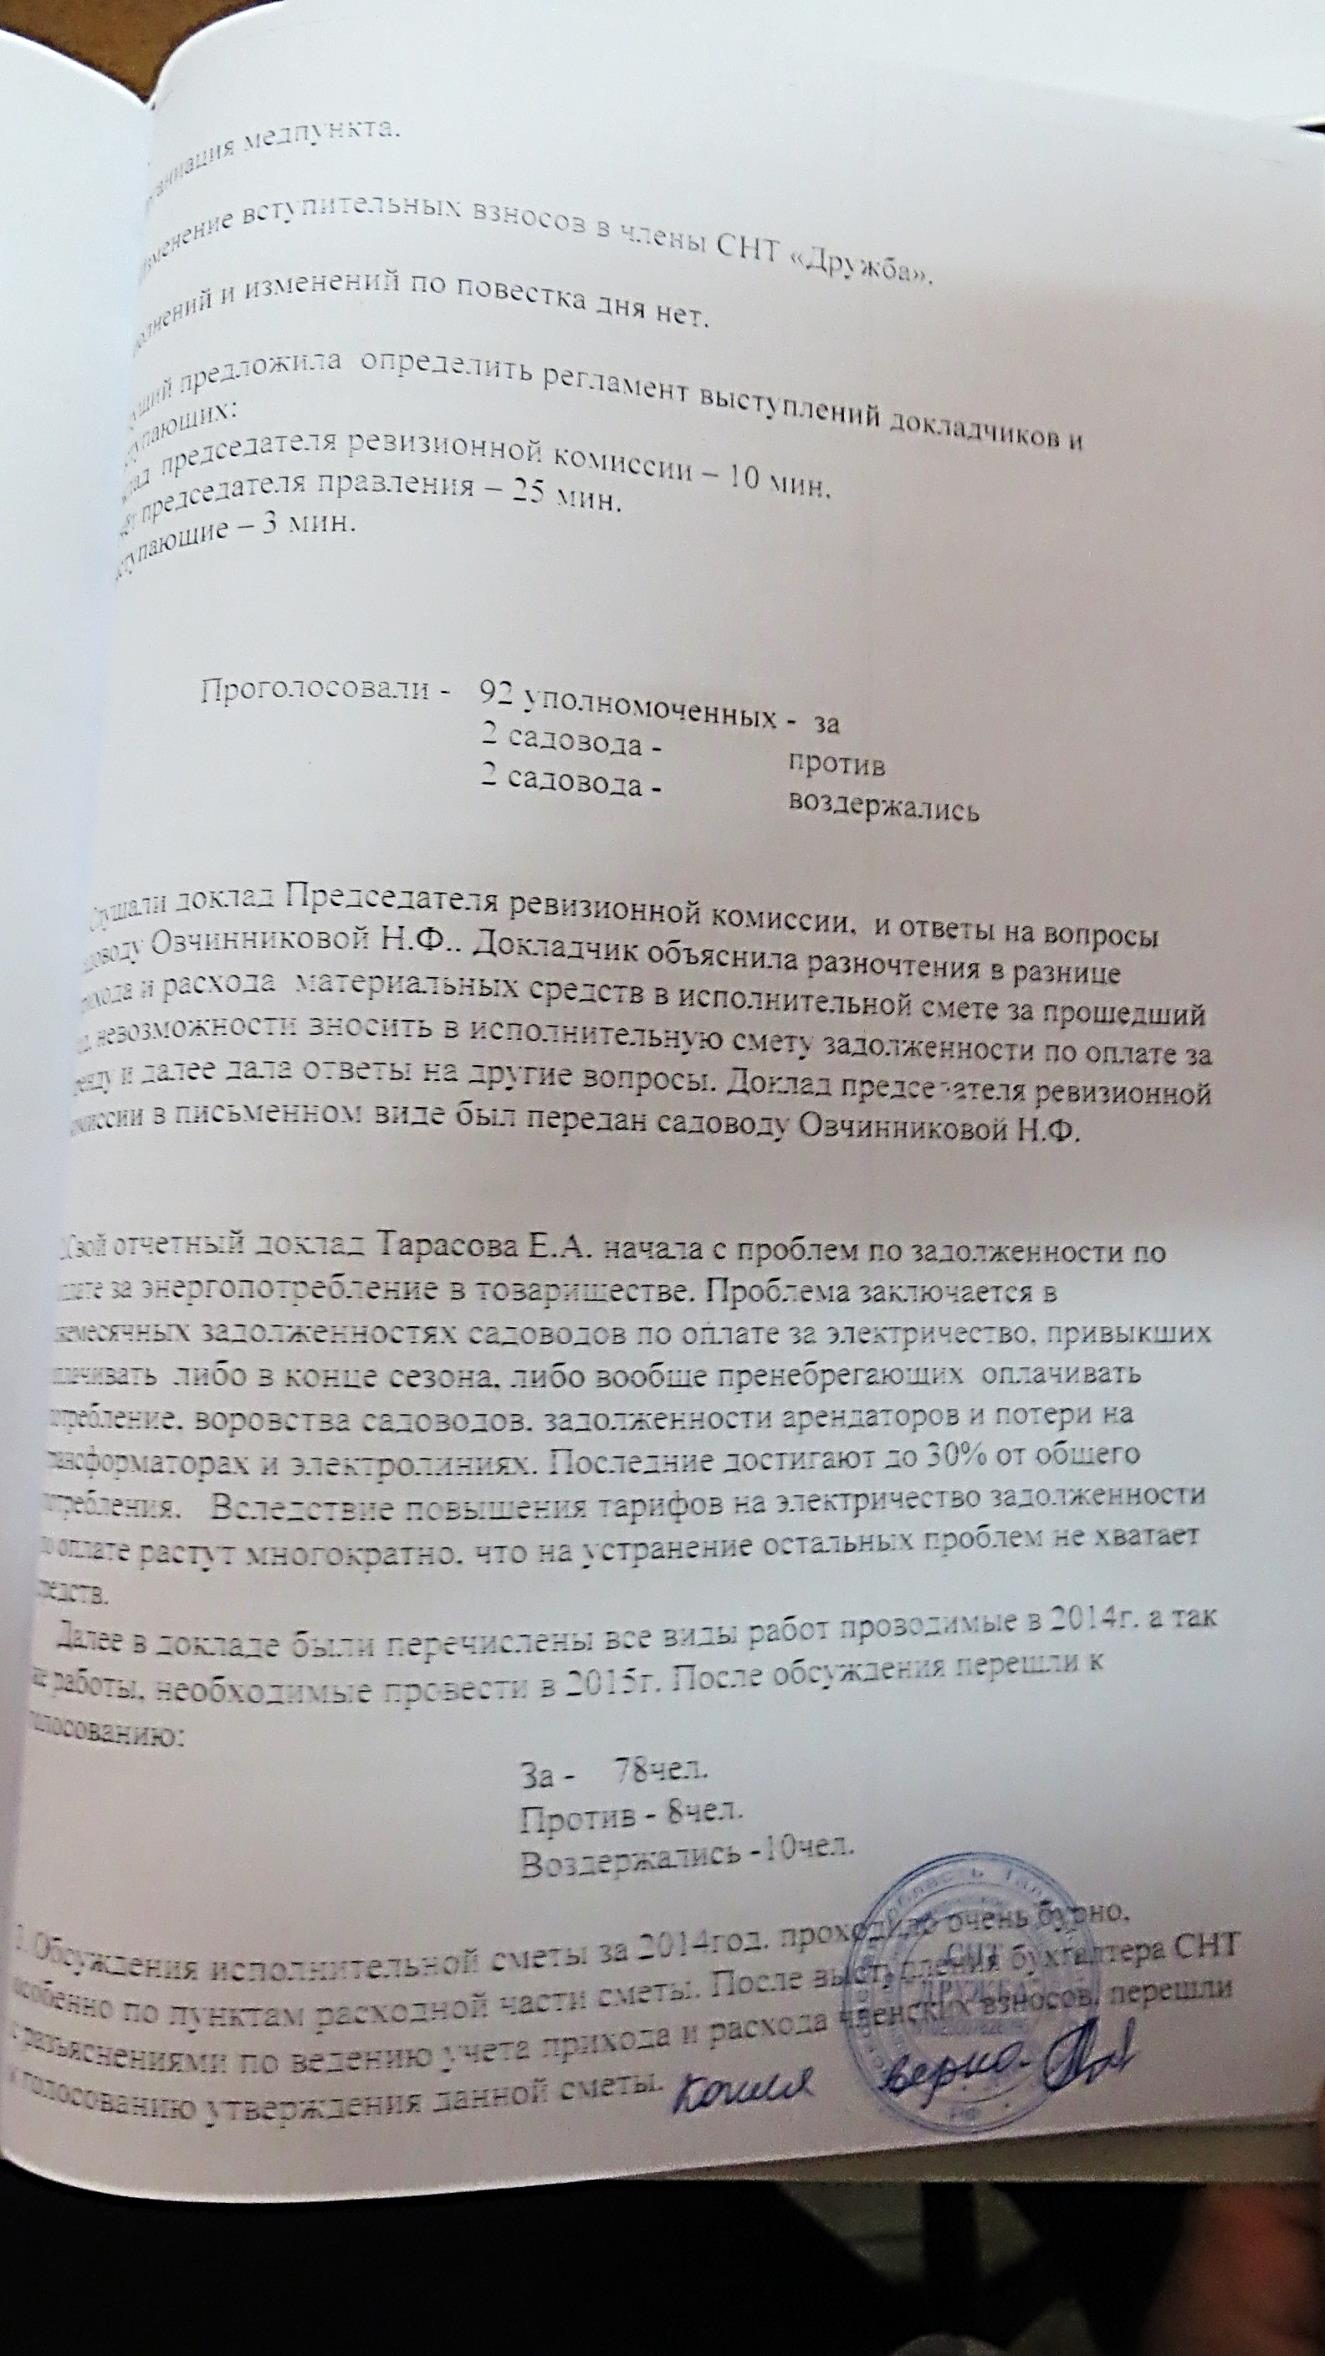 медпункта.
вступительных взносов в члены СНТ «Дружба».
и изменений по повестка дня нет.
предложила определить регламент выступлений докладчиков и
председателя ревизионной комиссии – 10 мин.
председателя правления – 25 мин.
– 3 мин.
Проголосовали - 92 уполномоченных - за
2 садовода - против
2 садовода - воздержались
доклад Председателя ревизионной комиссии, и ответы на вопросы
Овчинниковой Н.Ф.. Докладчик объяснила разночтения в разнице
и расхода материальных средств в исполнительной смете за прошедший
невозможности вносить в исполнительную смету задолженности по оплате за
и далее дала ответы на другие вопросы. Доклад председателя ревизионной
в письменном виде был передан садоводу Овчинниковой Н.Ф.
Свой отчетный доклад Тарасова Е.А. начала с проблем по задолженности по
за энергопотребление в товариществе. Проблема заключается в
задолженностях садоводов по оплате за электричество, привыкших
либо в конце сезона, либо вообще пренебрегающих оплачивать
воровства садоводов, задолженности арендаторов и потери на
и электролиниях. Последние достигают до 30% от общего
Вследствие повышения тарифов на электричество задолженности
оплате растут многократно, что на устранение остальных проблем не хватает
Далее в докладе были перечислены все виды работ проводимые в 2014г. а так
работы, необходимые провести в 2015г. После обсуждения перешли к
За - 78чел.
Против - 8чел.
Воздержались -10чел.
Обсуждения исполнительной сметы за 2014год. проходило очень бурно,
особенно по пунктам расходной части сметы. После выступления бухгалтера СНТ
с разъяснениями по ведению учета прихода и расхода членских взносов, перешли
к голосованию утверждения данной сметы.
копия верна
СНТ
ДРУЖБА